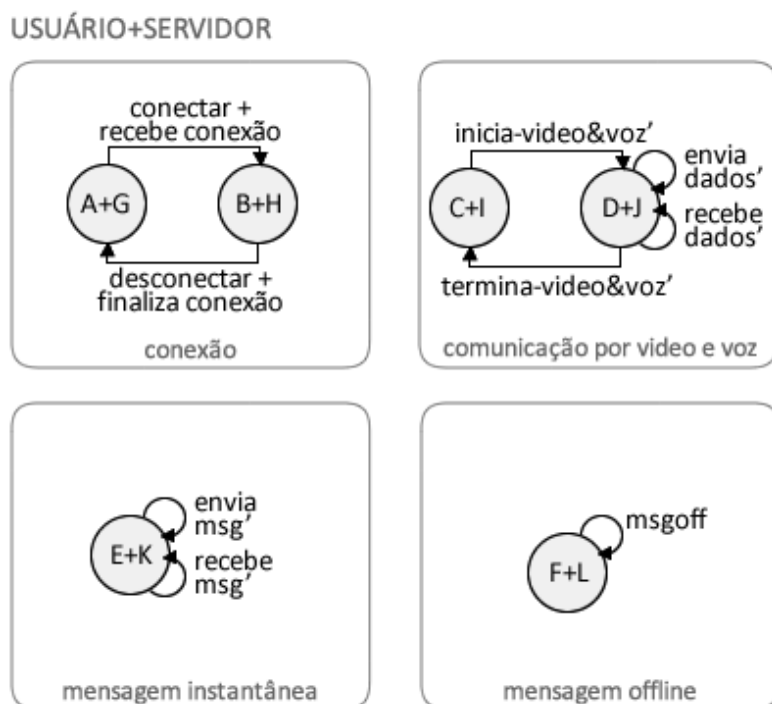 USUÁRIO+SERVIDOR
conectar +
recebe conexão
A+G
B+H
desconectar +
finaliza conexão
conexão
inicia-video&voz’
C+I
D+J
envia
dados’
recebe
dados’
termina-video&voz’
comunicação por video e voz
E+K
envia
msg’
recebe
msg’
mensagem instantânea
msgoff
F+L
mensagem offline